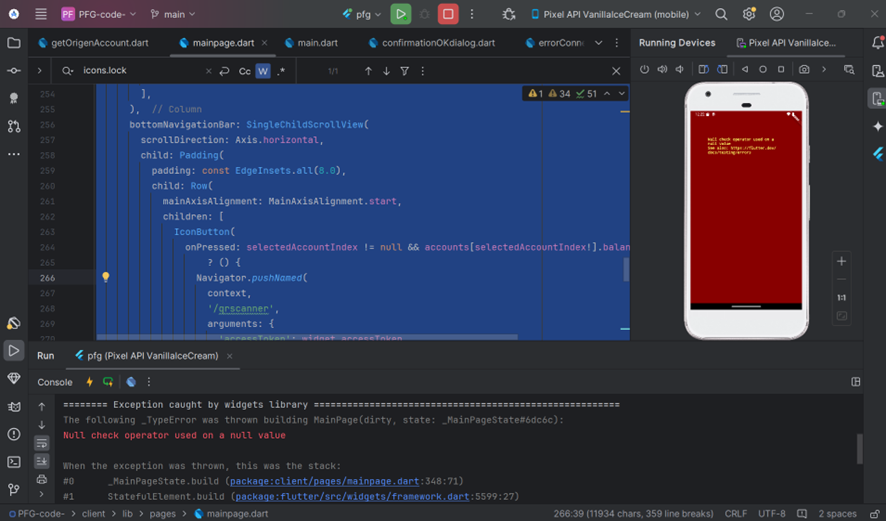 PF PFG-code- main pfg Pixel API VanillaIceCream (mobile)
getOrigenAccount.dart mainpage.dart main.dart confirmationOKdialog.dart errorConne
Running Devices Pixel API VanillaIce...
icons.lock Cc W .* 1/1
1 34 51
254 ],
255 ), // Column
256 bottomNavigationBar: SingleChildScrollView(
257 scrollDirection: Axis.horizontal,
258 child: Padding(
259 padding: const EdgeInsets.all(8.0),
260 child: Row(
261 mainAxisAlignment: MainAxisAlignment.start,
262 children: [
263 IconButton(
264 onPressed: selectedAccountIndex != null && accounts[selectedAccountIndex!].balan
265 ? () {
266 Navigator.pushNamed(
267 context,
268 '/qrscanner',
269 arguments: {
270 'accessToken': widget.accessToken
Null check operator used on a
null value
See also: https://flutter.dev/
docs/testing/errors
1:1
Run pfg (Pixel API VanillaIceCream)
Console
======== Exception caught by widgets library =======================================================
The following _TypeError was thrown building MainPage(dirty, state: _MainPageState#6dc6c):
Null check operator used on a null value
When the exception was thrown, this was the stack:
#0 _MainPageState.build (package:client/pages/mainpage.dart:348:71)
#1 StatefulElement.build (package:flutter/src/widgets/framework.dart:5599:27)
PFG-code- > client > lib > pages > mainpage.dart 266:39 (11934 chars, 359 line breaks) CRLF UTF-8 2 spaces